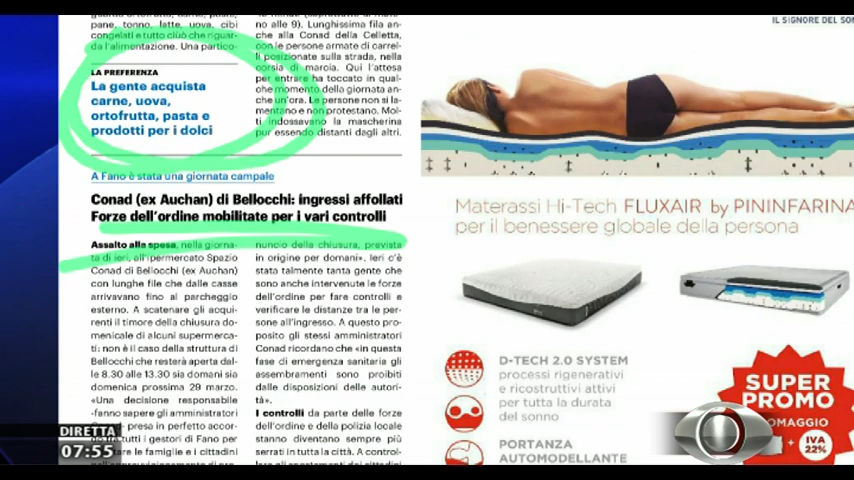 IL SIGNORE DEL SON
pane, tonno, latte, uova, cibi
congelati e tutto ciò che riguar-
da l'alimentazione. Una partico-
LA PREFERENZA
La gente acquista
carne, uova,
ortofrutta, pasta e
prodotti per i dolci
no alle 9). Lunghissima fila an-
che alla Conad della Celletta,
con le persone armate di carrel-
li posizionate sulla strada, nella
corsia di marcia. Qui l'attesa
per entrare ha toccato in qual-
che momento della giornata an-
che un'ora. Le persone non si la-
mentano e non protestano. Mol-
ti indossavano la mascherina
pur essendo distanti dagli altri.
A Fano è stata una giornata campale
Conad (ex Auchan) di Bellocchi: ingressi affollati
Forze dell'ordine mobilitate per i vari controlli
Assalto alla spesa, nella giorna-
ta di ieri, all'ipermercato Spazio
Conad di Bellocchi (ex Auchan)
con lunghe file che dalle casse
arrivavano fino al parcheggio
esterno. A scatenare gli acqui-
renti il timore della chiusura do-
menicale di alcuni supermerca-
ti: non è il caso della struttura di
Bellocchi che resterà aperta dal-
le 8.30 alle 13.30 sia domani sia
domenica prossima 29 marzo.
«Una decisione responsabile
-fanno sapere gli amministratori
presa in perfetto accor-
tutti i gestori di Fano per
le famiglie e i cittadini
nuncio della chiusura, prevista
in origine per domani». Ieri c'è
stata talmente tanta gente che
sono anche intervenute le forze
dell'ordine per fare controlli e
verificare le distanze tra le per-
sone all'ingresso. A questo pro-
posito gli stessi amministratori
Conad ricordano che «in questa
fase di emergenza sanitaria gli
assembramenti sono proibiti
dalle disposizioni delle autori-
tà».
I controlli da parte delle forze
dell'ordine e della polizia locale
stanno diventando sempre più
serrati in tutta la città. A control-
Materassi Hi-Tech FLUXAIR by PININFARINA
per il benessere globale della persona
D-TECH 2.0 SYSTEM
processi rigenerativi
e ricostruttivi attivi
per tutta la durata
del sonno
PORTANZA
AUTOMODELLANTE
SUPER
PROMO
OMAGGIO
+ IVA
22%
DIRETTA
07:55